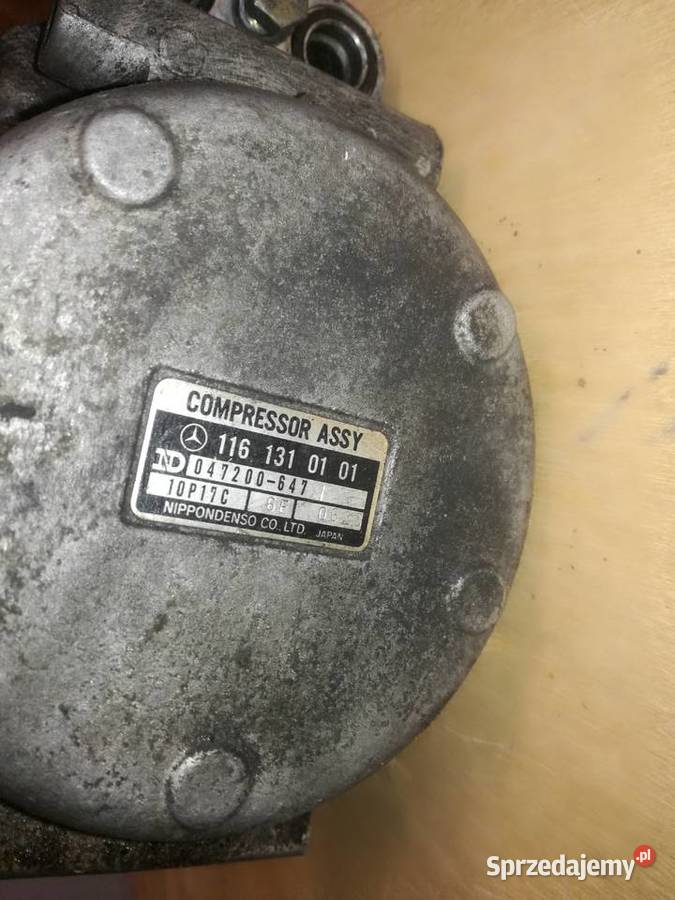 COMPRESSOR ASSY
116 131 01 01
ND 047200-647
10P17C
NIPPONDENSO CO., LTD. JAPAN
Sprzedajemy.pl